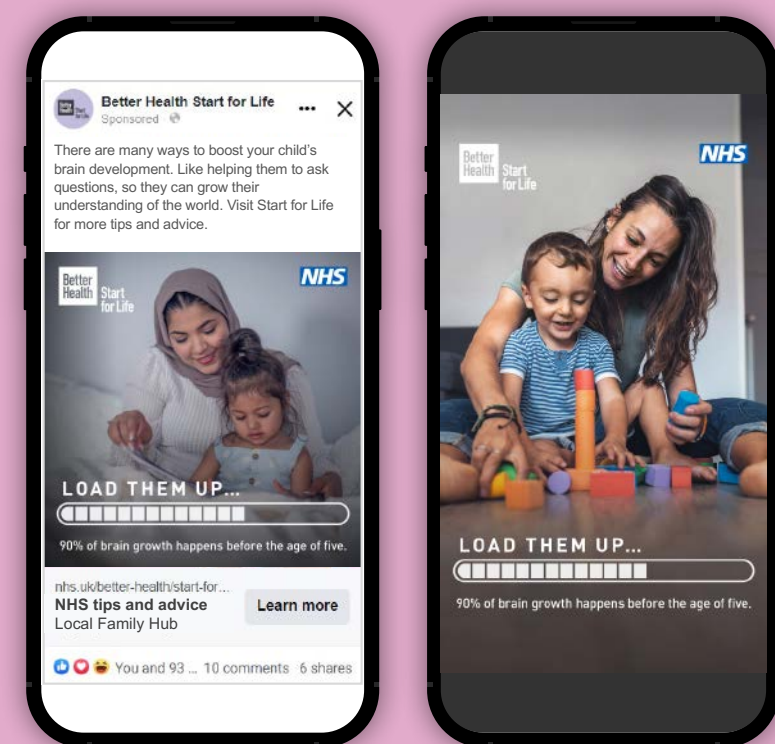 Better Health Start for Life
Sponsored
There are many ways to boost your child's
brain development. Like helping them to ask
questions, so they can grow their
understanding of the world. Visit Start for Life
for more tips and advice.
Better
Health Start
for Life
NHS
LOAD THEM UP...
90% of brain growth happens before the age of five.
nhs.uk/better-health/start-for...
NHS tips and advice
Learn more
Local Family Hub
You and 93 ... 10 comments 6 shares
Better
Health Start
for Life
NHS
LOAD THEM UP...
90% of brain growth happens before the age of five.